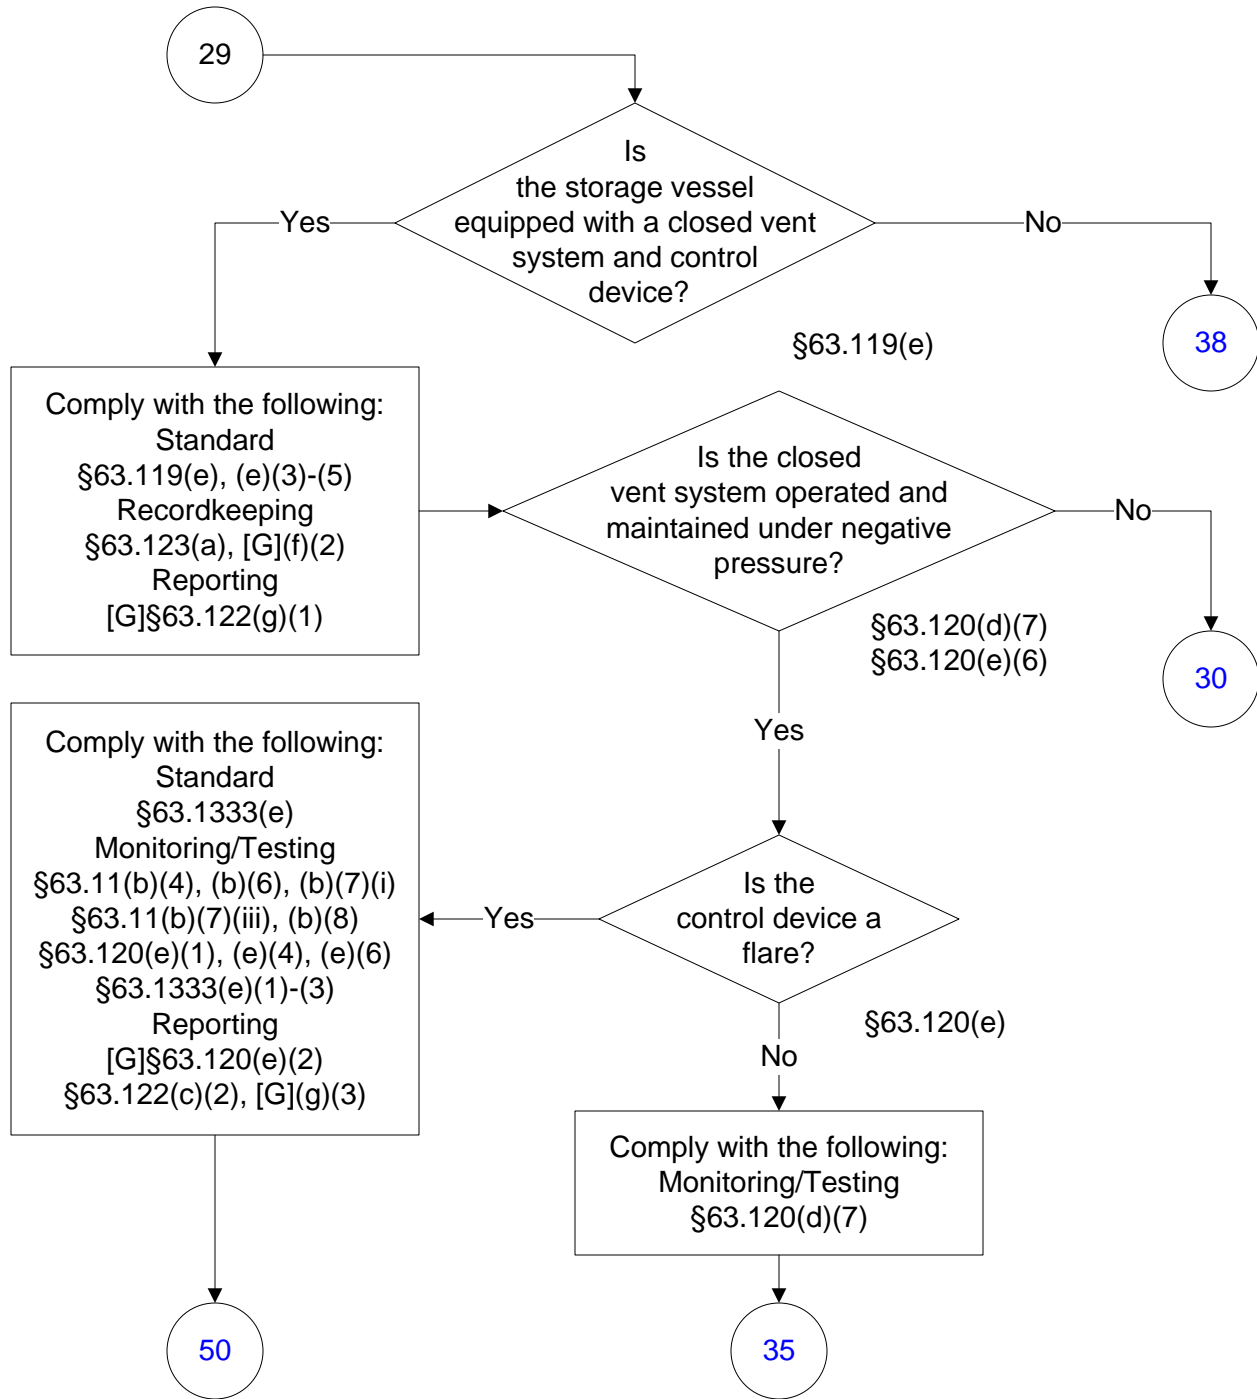 29
Is
the storage vessel
equipped with a closed vent
system and control
device?
Yes
No
§63.119(e)
38
Comply with the following:
Standard
§63.119(e), (e)(3)-(5)
Recordkeeping
§63.123(a), [G](f)(2)
Reporting
[G]§63.122(g)(1)
Is the closed
vent system operated and
maintained under negative
pressure?
No
§63.120(d)(7)
§63.120(e)(6)
30
Yes
Is the
control device a
flare?
Yes
Comply with the following:
Standard
§63.1333(e)
Monitoring/Testing
§63.11(b)(4), (b)(6), (b)(7)(i)
§63.11(b)(7)(iii), (b)(8)
§63.120(e)(1), (e)(4), (e)(6)
§63.1333(e)(1)-(3)
Reporting
[G]§63.120(e)(2)
§63.122(c)(2), [G](g)(3)
§63.120(e)
No
Comply with the following:
Monitoring/Testing
§63.120(d)(7)
50
35